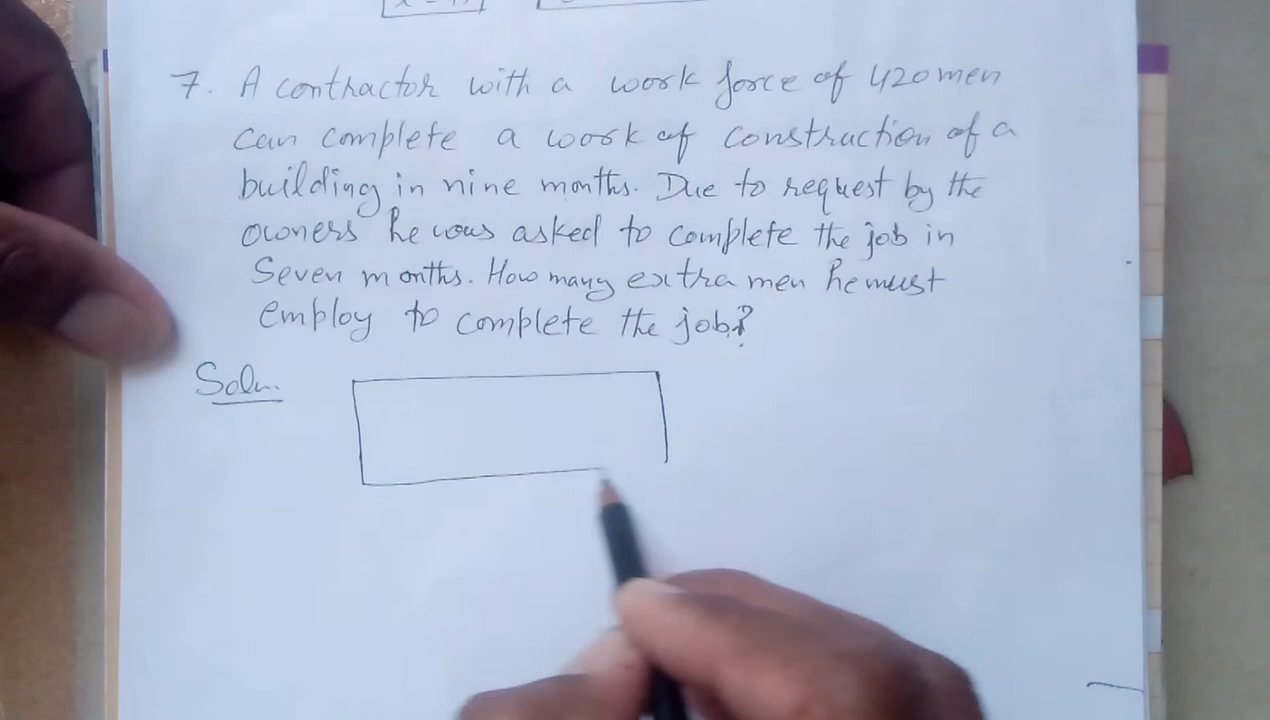 7. A contractor with a work force of 420 men
can complete a work of construction of a
building in nine months. Due to request by the
owners he was asked to complete the job in
Seven months. How many extra men he must
employ to complete the job?
Soln.